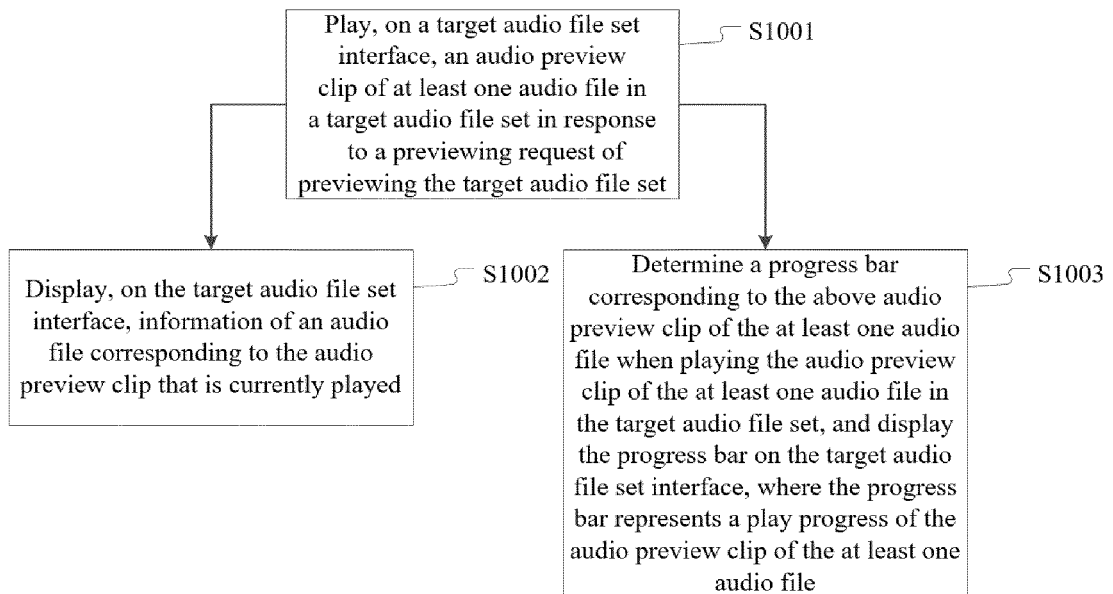 Play, on a target audio file set
interface, an audio preview
clip of at least one audio file in
a target audio file set in response
to a previewing request of
previewing the target audio file set
S1001
Display, on the target audio file set
interface, information of an audio
file corresponding to the audio
preview clip that is currently played
S1002
Determine a progress bar
corresponding to the above audio
preview clip of the at least one audio
file when playing the audio preview
clip of the at least one audio file in
the target audio file set, and display
the progress bar on the target audio
file set interface, where the progress
bar represents a play progress of the
audio preview clip of the at least one
audio file
S1003